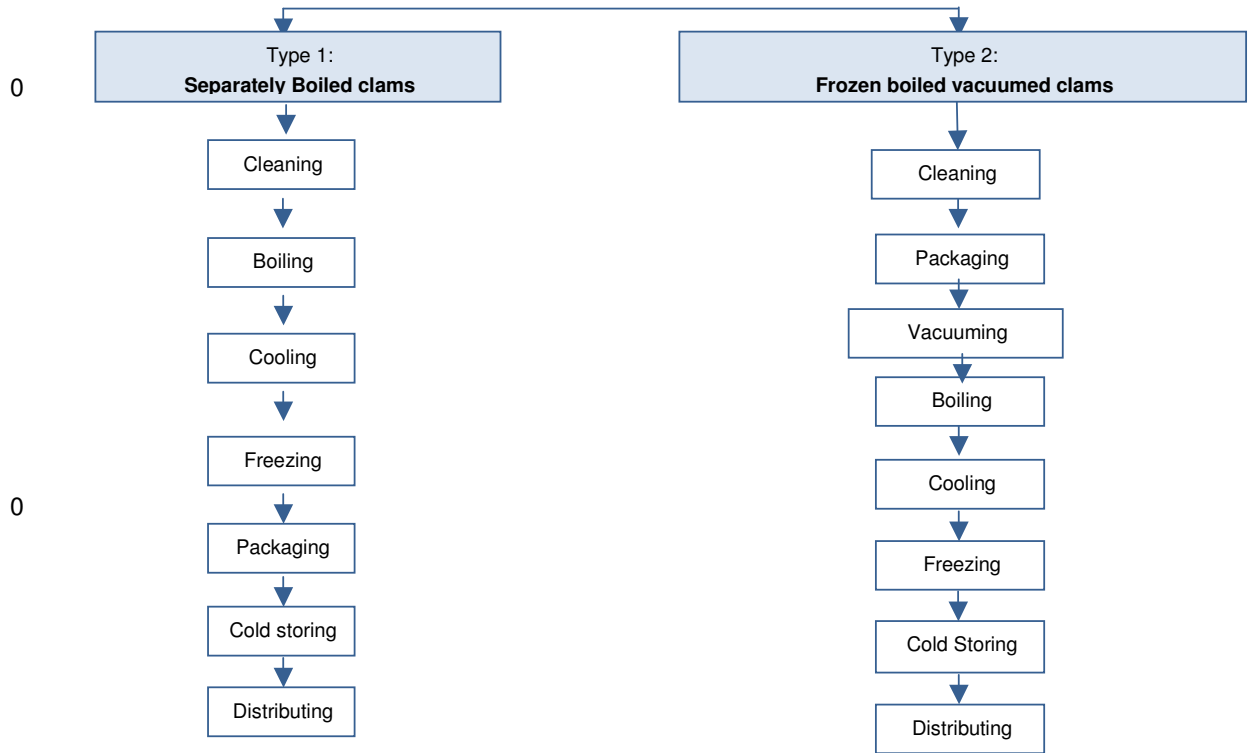 Type 1:
Separately Boiled clams
Cleaning
Boiling
Cooling
Freezing
Packaging
Cold storing
Distributing
Type 2:
Frozen boiled vacuumed clams
Cleaning
Packaging
Vacuuming
Boiling
Cooling
Freezing
Cold Storing
Distributing
0
0